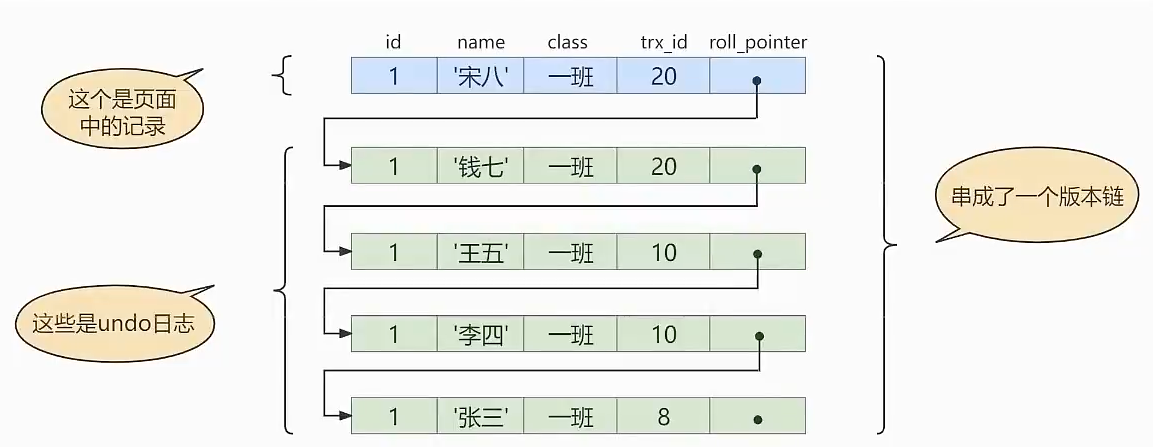 id name class trx_id roll_pointer
1 '宋八' 一班 20
这个是页面
中的记录
1 '钱七' 一班 20
串成了一个版本链
1 '王五' 一班 10
这些是undo日志
1 '李四' 一班 10
1 '张三' 一班 8